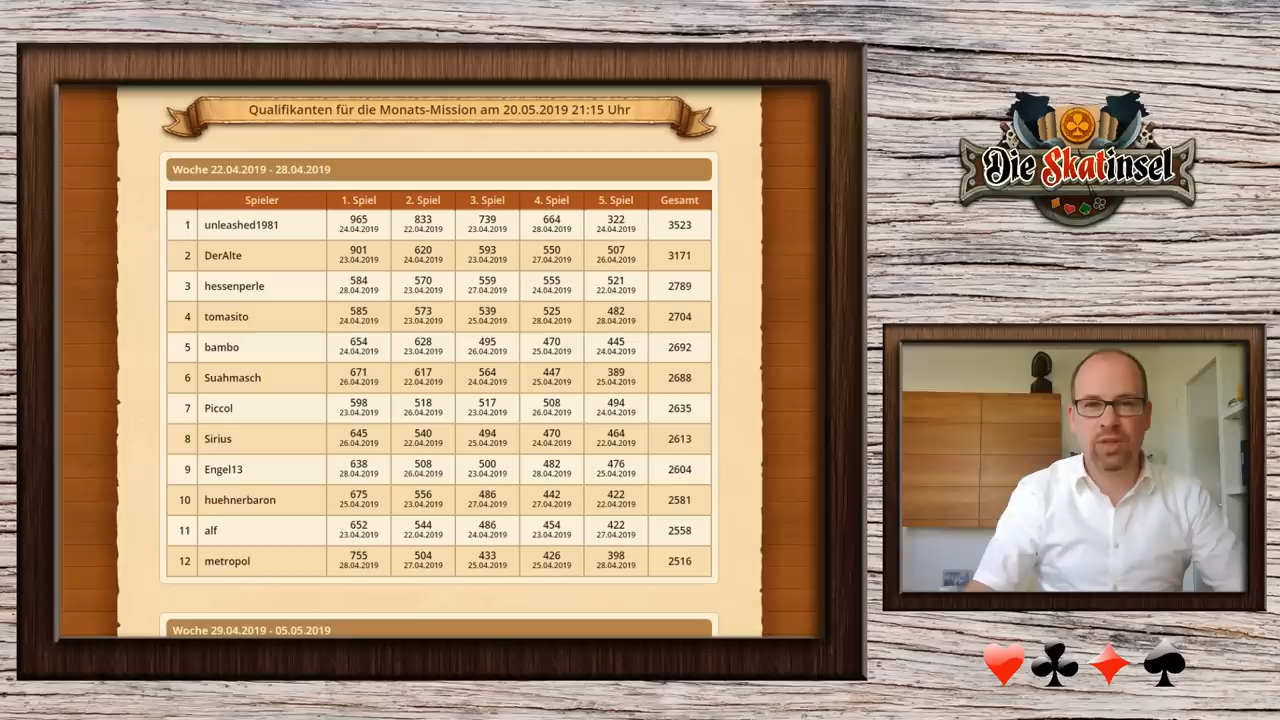 Qualifikanten für die Monats-Mission am 20.05.2019 21:15 Uhr
Woche 22.04.2019 - 28.04.2019
Spieler 1. Spiel 2. Spiel 3. Spiel 4. Spiel 5. Spiel Gesamt
1 unleashed1981 965 833 739 664 322 3523
24.04.2019 22.04.2019 23.04.2019 28.04.2019 24.04.2019
2 DerAlte 901 620 593 550 507 3171
23.04.2019 24.04.2019 23.04.2019 27.04.2019 26.04.2019
3 hessenperle 584 570 559 555 521 2789
28.04.2019 23.04.2019 27.04.2019 24.04.2019 22.04.2019
4 tomasito 585 573 539 525 482 2704
24.04.2019 23.04.2019 25.04.2019 28.04.2019 28.04.2019
5 bambo 654 628 495 470 445 2692
24.04.2019 23.04.2019 26.04.2019 25.04.2019 24.04.2019
6 Suahmasch 671 617 564 447 389 2688
26.04.2019 22.04.2019 24.04.2019 25.04.2019 25.04.2019
7 Piccol 598 518 517 508 494 2635
23.04.2019 26.04.2019 23.04.2019 26.04.2019 24.04.2019
8 Sirius 645 540 494 470 464 2613
26.04.2019 22.04.2019 23.04.2019 24.04.2019 22.04.2019
9 Engel13 638 508 500 482 476 2604
28.04.2019 26.04.2019 23.04.2019 28.04.2019 25.04.2019
10 huehnerbaron 675 556 486 442 422 2581
25.04.2019 23.04.2019 27.04.2019 27.04.2019 22.04.2019
11 alf 652 544 486 454 422 2558
23.04.2019 22.04.2019 24.04.2019 23.04.2019 27.04.2019
12 metropol 755 504 433 426 398 2516
28.04.2019 27.04.2019 25.04.2019 25.04.2019 28.04.2019
Woche 29.04.2019 - 05.05.2019
Die Skatinsel